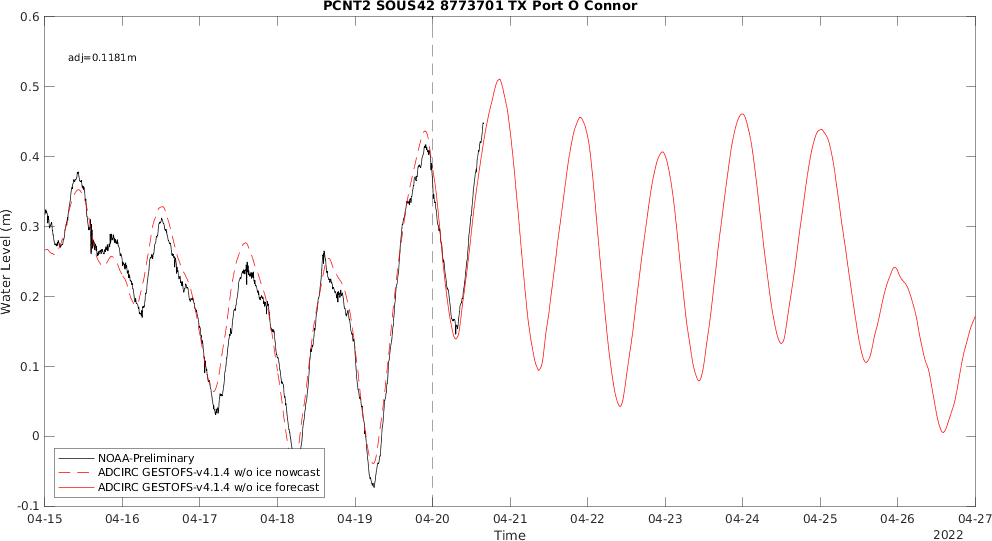 PCNT2 SOUS42 8773701 TX Port O Connor
adj=0.1181m
Water Level (m)
0.6
0.5
0.4
0.3
0.2
0.1
0
-0.1
NOAA-Preliminary
ADCIRC GESTOFS-v4.1.4 w/o ice nowcast
ADCIRC GESTOFS-v4.1.4 w/o ice forecast
04-15 04-16 04-17 04-18 04-19 04-20 04-21 04-22 04-23 04-24 04-25 04-26 04-27
Time
2022